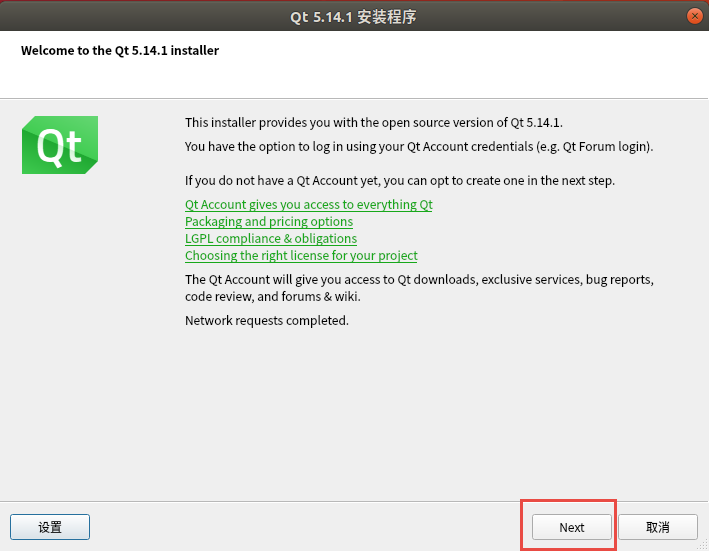 Qt 5.14.1 安装程序
Welcome to the Qt 5.14.1 installer
Qt
This installer provides you with the open source version of Qt 5.14.1.
You have the option to log in using your Qt Account credentials (e.g. Qt Forum login).
If you do not have a Qt Account yet, you can opt to create one in the next step.
Qt Account gives you access to everything Qt
Packaging and pricing options
LGPL compliance & obligations
Choosing the right license for your project
The Qt Account will give you access to Qt downloads, exclusive services, bug reports,
code review, and forums & wiki.
Network requests completed.
设置
Next
取消